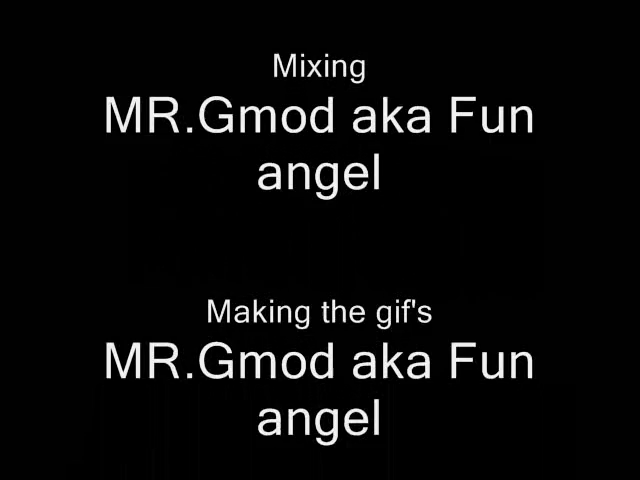 Mixing
MR.Gmod aka Fun
angel
Making the gif's
MR.Gmod aka Fun
angel